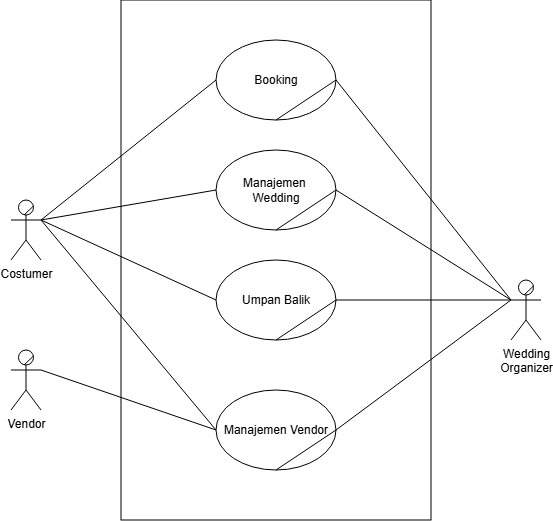 Booking
Manajemen
Wedding
Costumer
Umpan Balik
Wedding
Organizer
Vendor
Manajemen Vendor